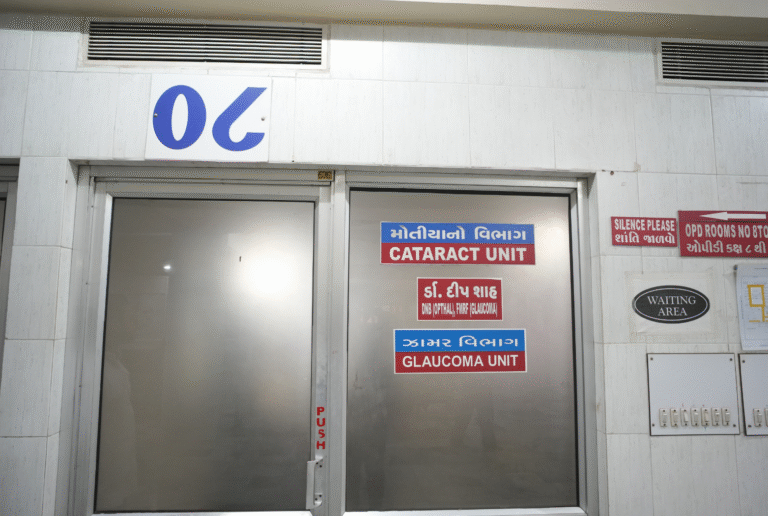 ૦૮
મોતીયાનો વિભાગ
CATARACT UNIT
ર્ડા. દીપ શાહ
DNB (OPTHAL), FMRF (GLAUCOMA)
ઝામર વિભાગ
GLAUCOMA UNIT
PUSH
SILENCE PLEASE
શાંતિ જાળવો
OPD ROOMS NO 8TO
ઓપીડી કક્ષ ૮ થી
WAITING
AREA